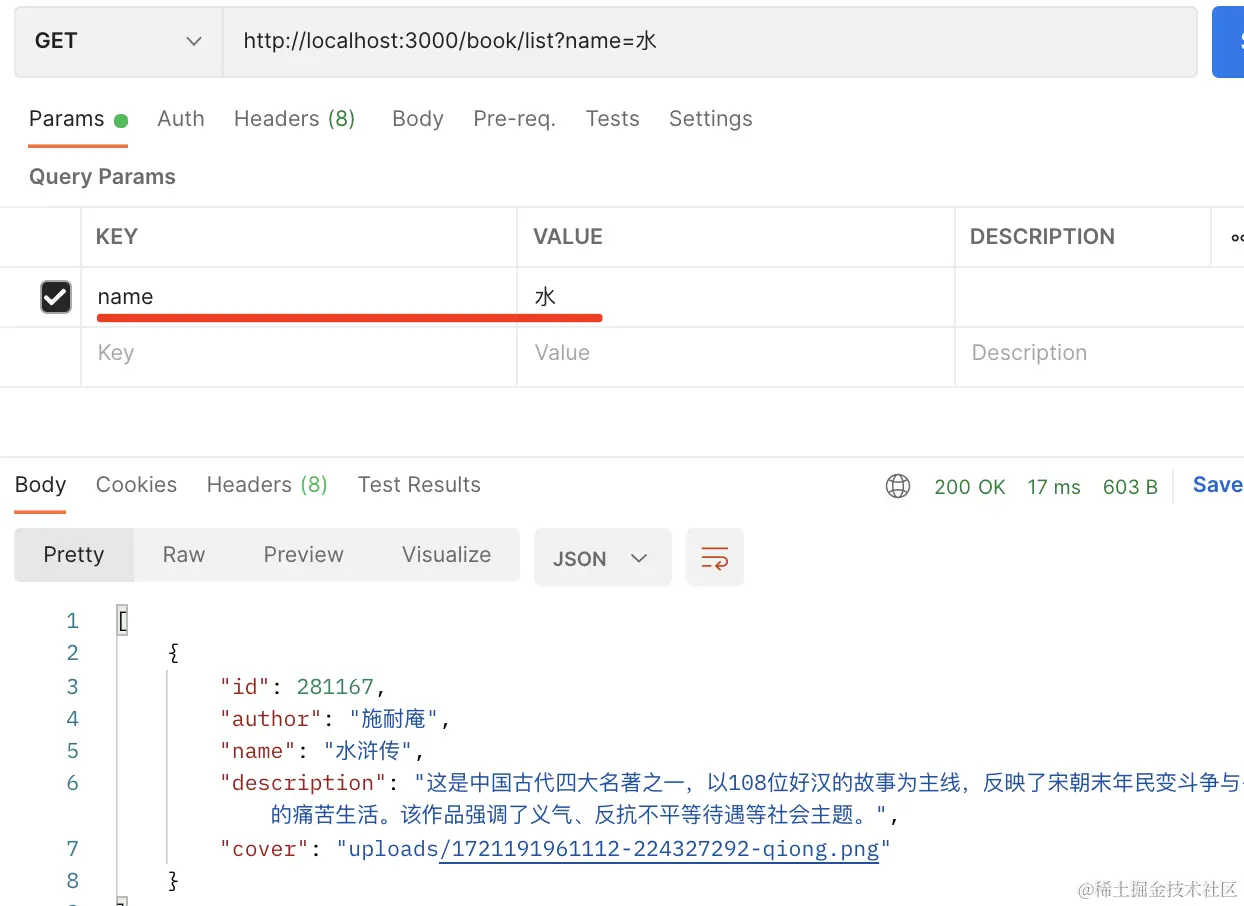 GET http://localhost:3000/book/list?name=水
Params Auth Headers (8) Body Pre-req. Tests Settings
Query Params
KEY VALUE DESCRIPTION
name 水
Key Value Description
Body Cookies Headers (8) Test Results 200 OK 17 ms 603 B Save
Pretty Raw Preview Visualize JSON
1 [
2 {
3 "id": 281167,
4 "author": "施耐庵",
5 "name": "水浒传",
6 "description": "这是中国古代四大名著之一，以108位好汉的故事为主线，反映了宋朝末年民变斗争与
的痛苦生活。该作品强调了义气、反抗不平等待遇等社会主题。",
7 "cover": "uploads/1721191961112-224327292-qiong.png"
8 }
@稀土掘金技术社区